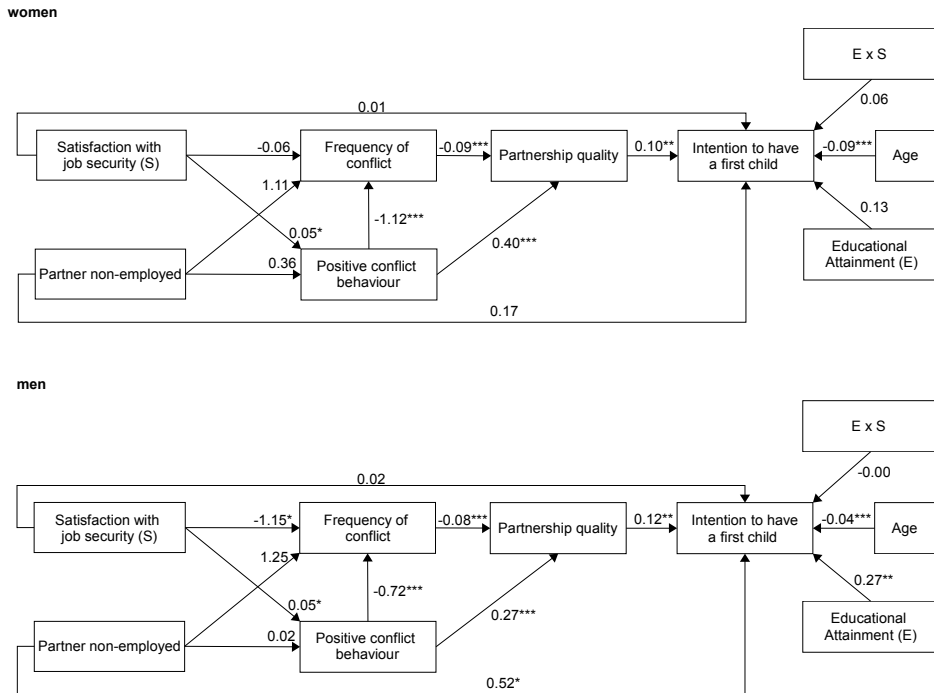 women
E x S
0.01
0.06
Satisfaction with
job security (S)
-0.06
Frequency of
conflict
-0.09***
Partnership quality
0.10**
Intention to have
a first child
-0.09***
Age
1.11
0.05*
-1.12***
0.40***
0.13
Partner non-employed
0.36
Positive conflict
behaviour
Educational
Attainment (E)
0.17
men
E x S
0.02
-0.00
Satisfaction with
job security (S)
-1.15*
Frequency of
conflict
-0.08***
Partnership quality
0.12**
Intention to have
a first child
-0.04***
Age
1.25
0.05*
-0.72***
0.27***
0.27**
Partner non-employed
0.02
Positive conflict
behaviour
Educational
Attainment (E)
0.52*